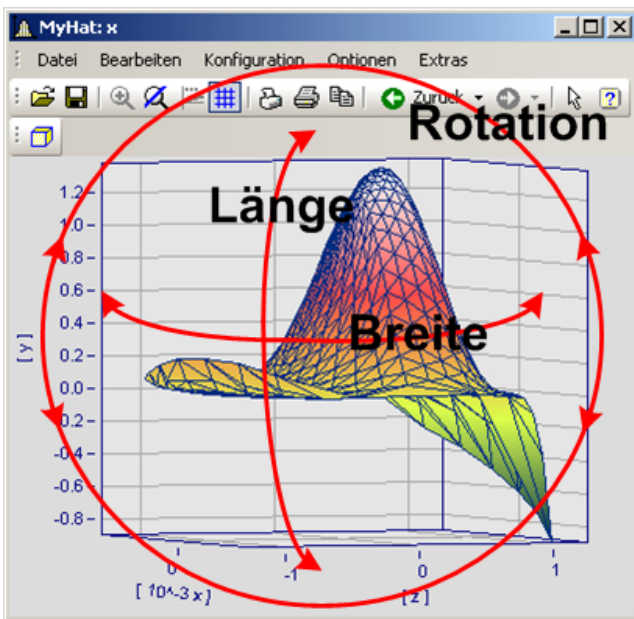 MyHat: x
Datei Bearbeiten Konfiguration Optionen Extras
Zurück
Rotation
Länge
Breite
1.2
1.0
0.8
0.6
0.4
0.2
0.0
-0.2
-0.4
-0.6
-0.8
[ y ]
0 -1 0 1
[ 10^-3 x ] [ z ]